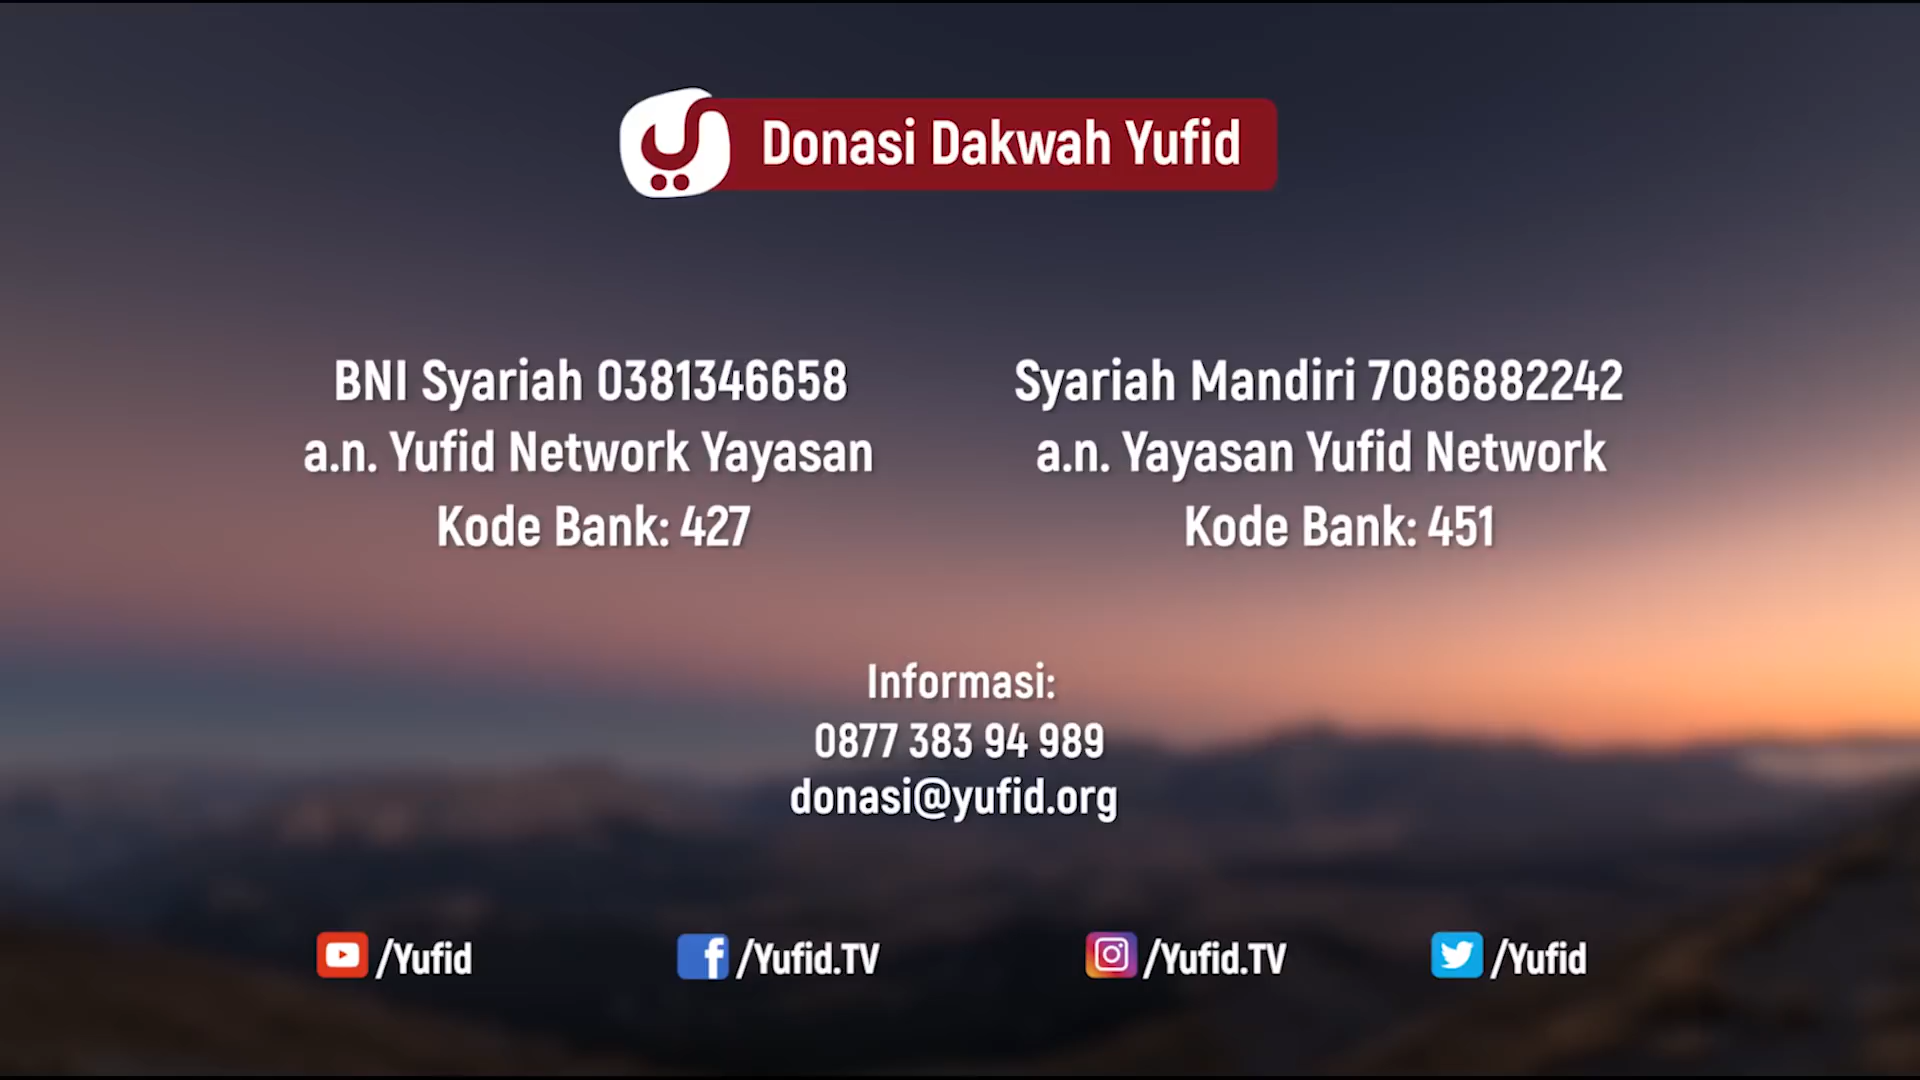 Donasi Dakwah Yufid
BNI Syariah 0381346658
a.n. Yufid Network Yayasan
Kode Bank: 427
Syariah Mandiri 7086882242
a.n. Yayasan Yufid Network
Kode Bank: 451
Informasi:
0877 383 94 989
donasi@yufid.org
/Yufid
/Yufid.TV
/Yufid.TV
/Yufid